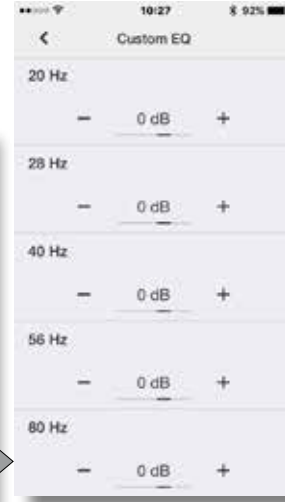 10:27 92%
Custom EQ
20 Hz
− 0 dB +
28 Hz
− 0 dB +
40 Hz
− 0 dB +
56 Hz
− 0 dB +
80 Hz
− 0 dB +